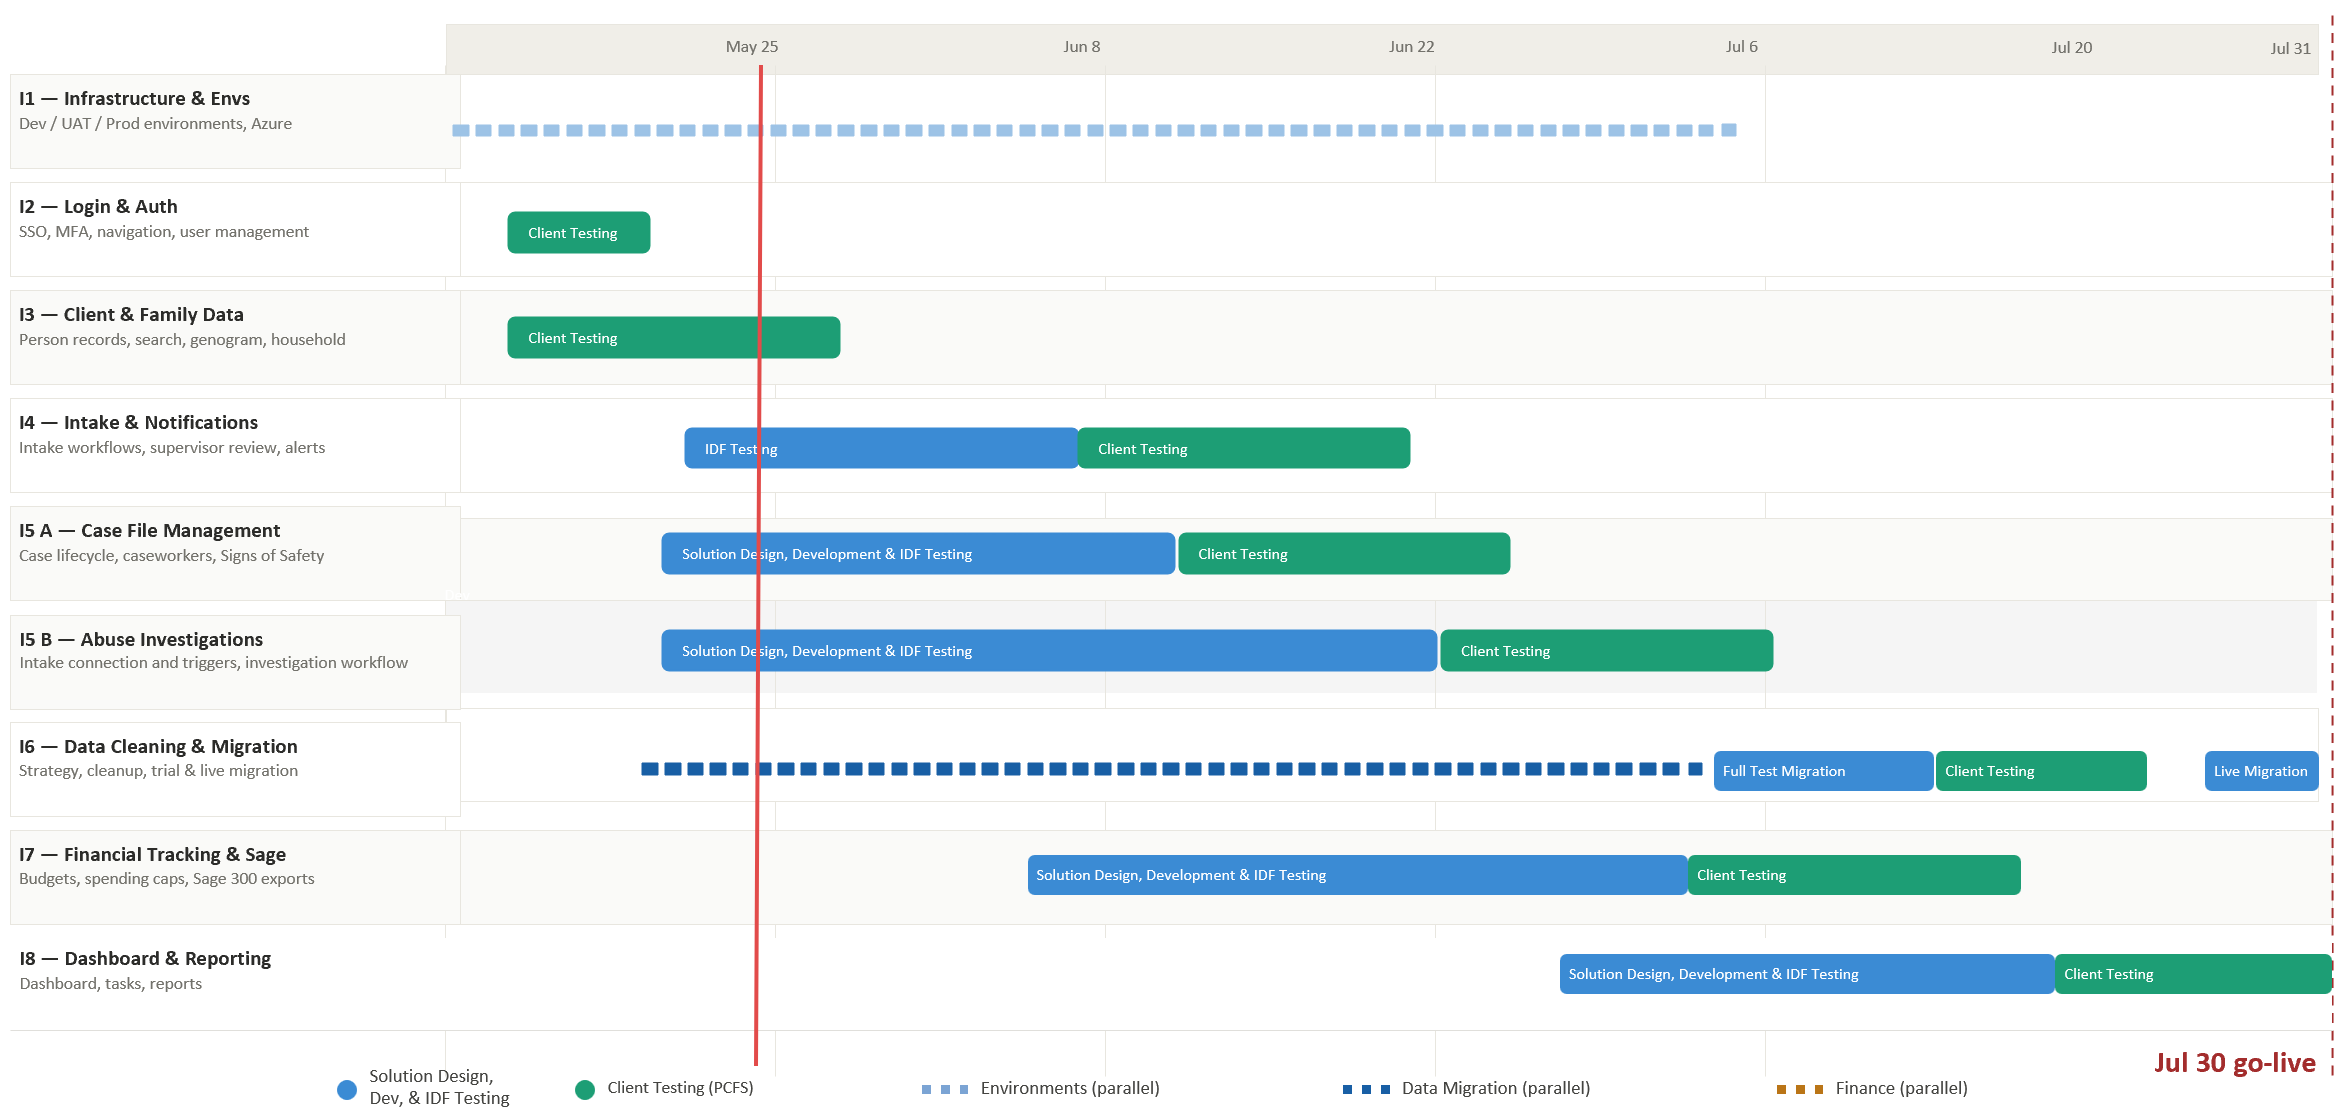 May 25
Jun 8
Jun 22
Jul 6
Jul 20
Jul 31
I1 — Infrastructure & Envs
Dev / UAT / Prod environments, Azure
I2 — Login & Auth
SSO, MFA, navigation, user management
Client Testing
I3 — Client & Family Data
Person records, search, genogram, household
Client Testing
I4 — Intake & Notifications
Intake workflows, supervisor review, alerts
IDF Testing
Client Testing
I5 A — Case File Management
Case lifecycle, caseworkers, Signs of Safety
Solution Design, Development & IDF Testing
Client Testing
I5 B — Abuse Investigations
Intake connection and triggers, investigation workflow
Solution Design, Development & IDF Testing
Client Testing
I6 — Data Cleaning & Migration
Strategy, cleanup, trial & live migration
Full Test Migration
Client Testing
Live Migration
I7 — Financial Tracking & Sage
Budgets, spending caps, Sage 300 exports
Solution Design, Development & IDF Testing
Client Testing
I8 — Dashboard & Reporting
Dashboard, tasks, reports
Solution Design, Development & IDF Testing
Client Testing
Jul 30 go-live
Solution Design,
Dev, & IDF Testing
Client Testing (PCFS)
Environments (parallel)
Data Migration (parallel)
Finance (parallel)